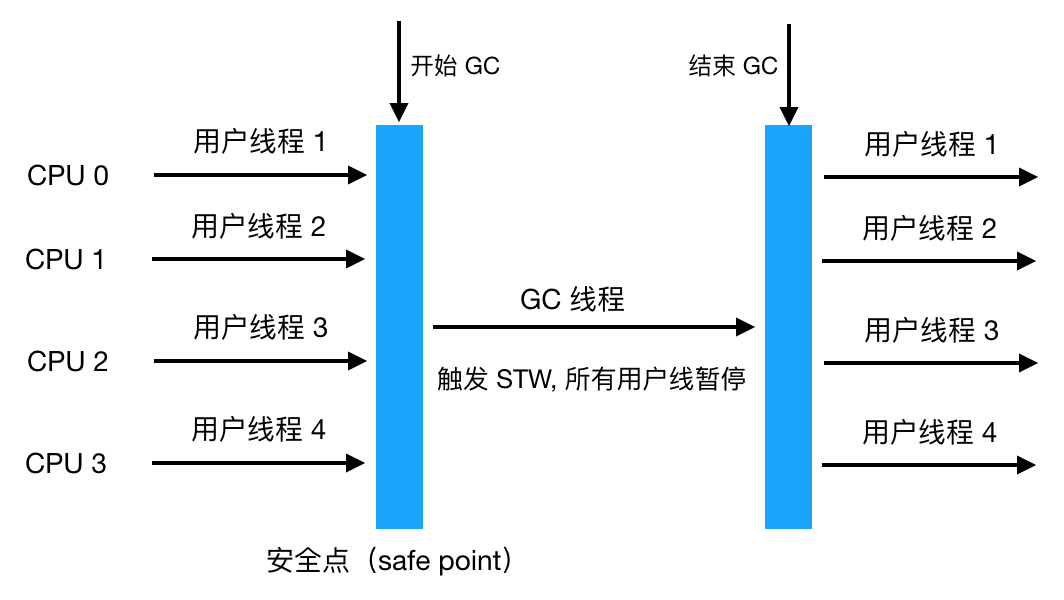 开始 GC
结束 GC
用户线程 1
用户线程 1
CPU 0
用户线程 2
用户线程 2
CPU 1
GC 线程
用户线程 3
用户线程 3
CPU 2
触发 STW, 所有用户线暂停
用户线程 4
用户线程 4
CPU 3
安全点（safe point）